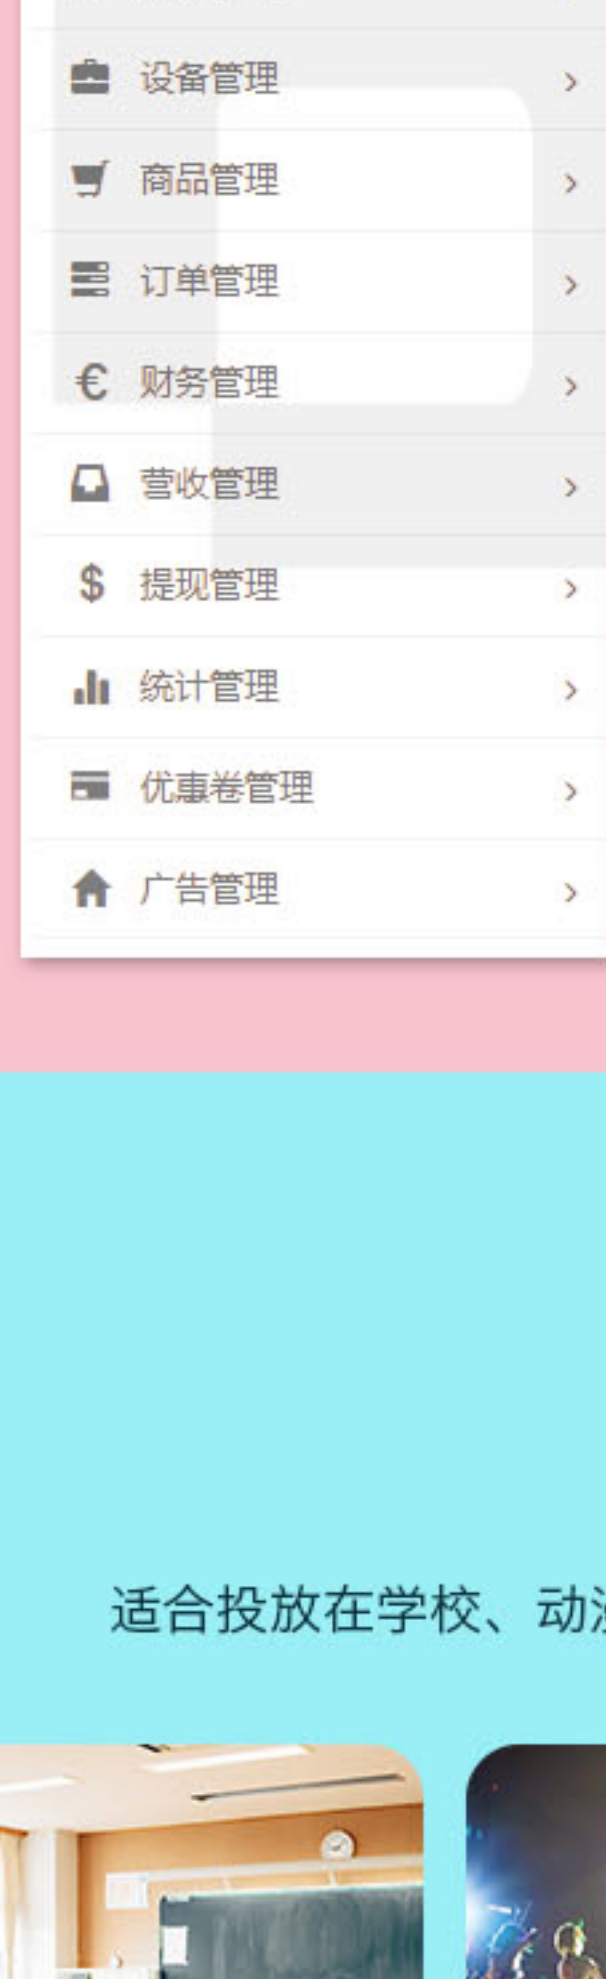 设备管理
商品管理
订单管理
€ 财务管理
营收管理
$ 提现管理
统计管理
优惠卷管理
广告管理
适合投放在学校、动漫